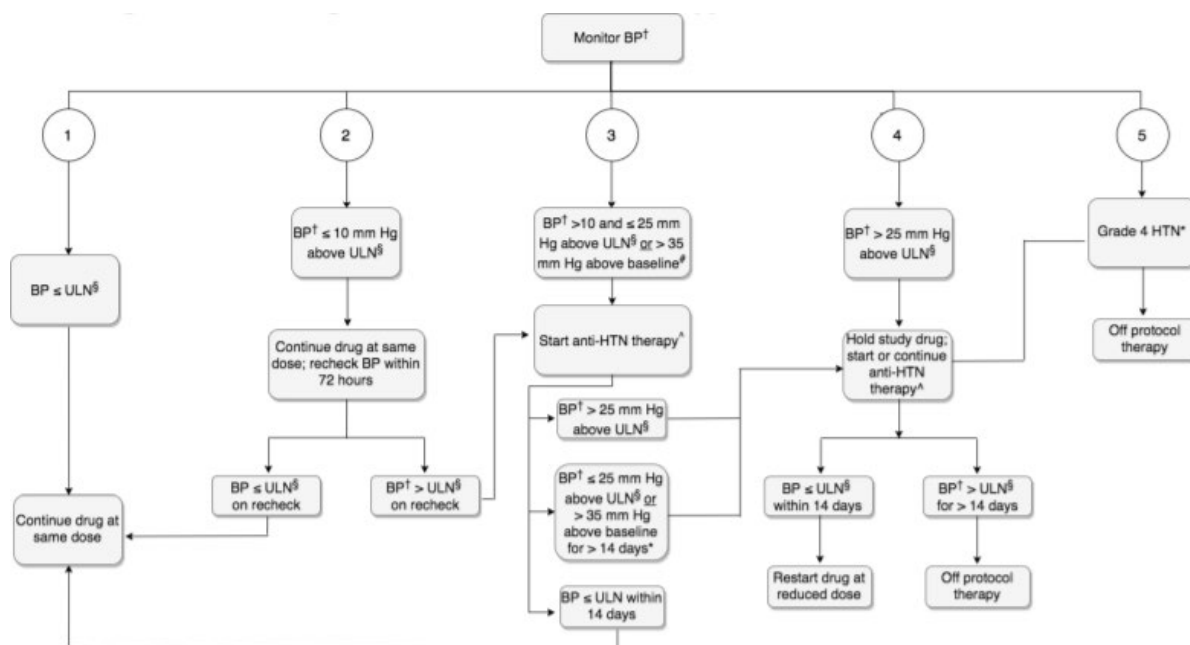 Monitor BP†
1
2
3
4
5
BP ≤ ULN§
BP† ≤ 10 mm Hg
above ULN§
BP† >10 and ≤ 25 mm
Hg above ULN§ or > 35
mm Hg above baseline#
BP† > 25 mm Hg
above ULN§
Grade 4 HTN*
Continue drug at same
dose; recheck BP within
72 hours
Start anti-HTN therapy^
Hold study drug;
start or continue
anti-HTN
therapy^
Off protocol
therapy
BP ≤ ULN§
on recheck
BP† > ULN§
on recheck
BP† > 25 mm Hg
above ULN§
BP† ≤ 25 mm Hg
above ULN§ or
> 35 mm Hg
above baseline
for > 14 days*
BP ≤ ULN within
14 days
BP ≤ ULN§
within 14 days
BP† > ULN§
for > 14 days
Continue drug at
same dose
Restart drug at
reduced dose
Off protocol
therapy